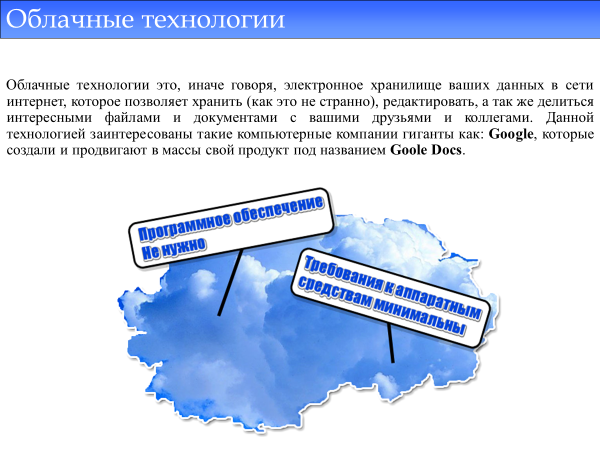 Облачные технологии
Облачные технологии это, иначе говоря, электронное хранилище ваших данных в сети
интернет, которое позволяет хранить (как это не странно), редактировать, а так же делиться
интересными файлами и документами с вашими друзьями и коллегами. Данной
технологией заинтересованы такие компьютерные компании гиганты как: Google, которые
создали и продвигают в массы свой продукт под названием Goole Docs.
Программное обеспечение
Не нужно
Требования к аппаратным
средствам минимальны